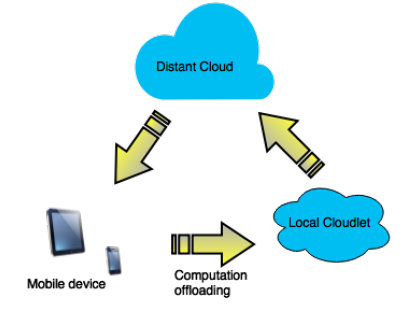 Distant Cloud
Local Cloudlet
Mobile device
Computation
offloading